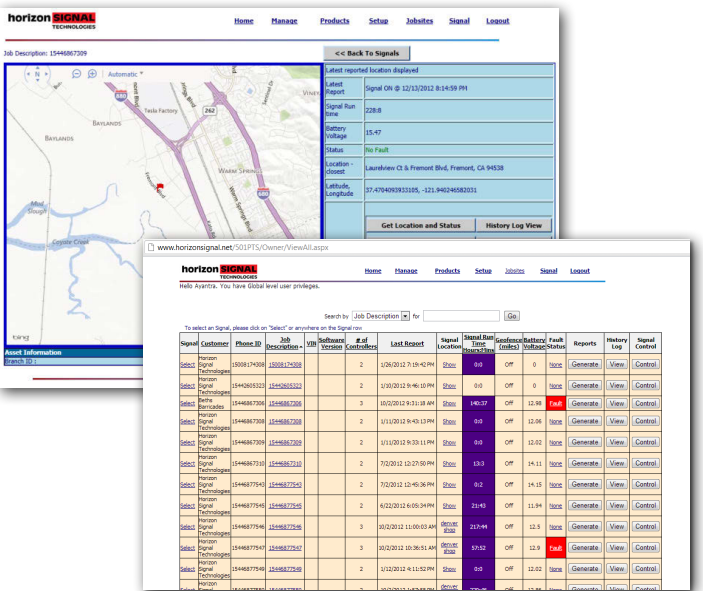 horizon SIGNAL
TECHNOLOGIES
Home Manage Products Setup Jobsites Signal Logout
Job Description: 15446867309
<< Back To Signals
N Automatic
Tesla Factory
262
680
BAYLANDS
BAYLANDS
WARM SPRINGS
680
Fremont Blvd
Warm Springs Blvd
Mud Slough
Coyote Creek
bing
Asset Information
Branch ID :
Latest reported location displayed
Latest Report Signal ON @ 12/13/2012 8:14:59 PM
Signal Run time 228:8
Battery Voltage 15.47
Status No Fault
Location - closest Laurelview Ct & Fremont Blvd, Fremont, CA 94538
Latitude, Longitude 37.4704093933105, -121.940246582031
Get Location and Status History Log View
www.horizonsignal.net/S01PTS/Owner/ViewAll.aspx
horizon SIGNAL
TECHNOLOGIES
Home Manage Products Setup Jobsites Signal Logout
Hello Ayantra. You have Global level user privileges.
Search by Job Description for Go
To select an Signal, please click on "Select" or anywhere on the Signal row
Signal Customer Phone ID Job Description VIN Software Version # of Controllers Last Report Signal Location Signal Run Time Hours:Mins Geofence (miles) Battery Voltage Fault Status Reports History Log Signal Control
Select Horizon Signal Technologies 15008174308 15008174308 2 1/26/2012 7:19:42 PM Show 0:0 Off 0 None Generate View Control
Select Horizon Signal Technologies 15442605323 15442605323 2 1/10/2012 9:46:10 PM Show 0:0 Off 0 None Generate View Control
Select Beths Barricades 15446867306 15446867306 3 10/2/2012 9:31:18 AM Show 140:37 Off 12.98 Fault Generate View Control
Select Horizon Signal Technologies 15446867308 15446867308 2 1/11/2012 9:43:13 PM Show 0:0 Off 12.06 None Generate View Control
Select Horizon Signal Technologies 15446867309 15446867309 2 1/11/2012 9:33:11 PM Show 0:0 Off 12.02 None Generate View Control
Select Horizon Signal Technologies 15446867310 15446867310 2 7/2/2012 12:27:50 PM Show 13:3 Off 14.11 None Generate View Control
Select Horizon Signal Technologies 15446877543 15446877543 2 7/2/2012 12:45:36 PM Show 0:2 Off 14.15 None Generate View Control
Select Horizon Signal Technologies 15446877545 15446877545 2 6/22/2012 6:05:34 PM Show 21:43 Off 11.94 None Generate View Control
Select Horizon Signal Technologies 15446877546 15446877546 3 10/2/2012 11:00:03 AM denver shop 217:44 Off 12.5 None Generate View Control
Select Horizon Signal Technologies 15446877547 15446877547 3 10/2/2012 10:36:51 AM denver shop 57:52 Off 12.9 Fault Generate View Control
Select Horizon Signal Technologies 15446877549 15446877549 2 1/12/2012 4:11:52 PM Show 0:0 Off 12.02 None Generate View Control
Horizon denver